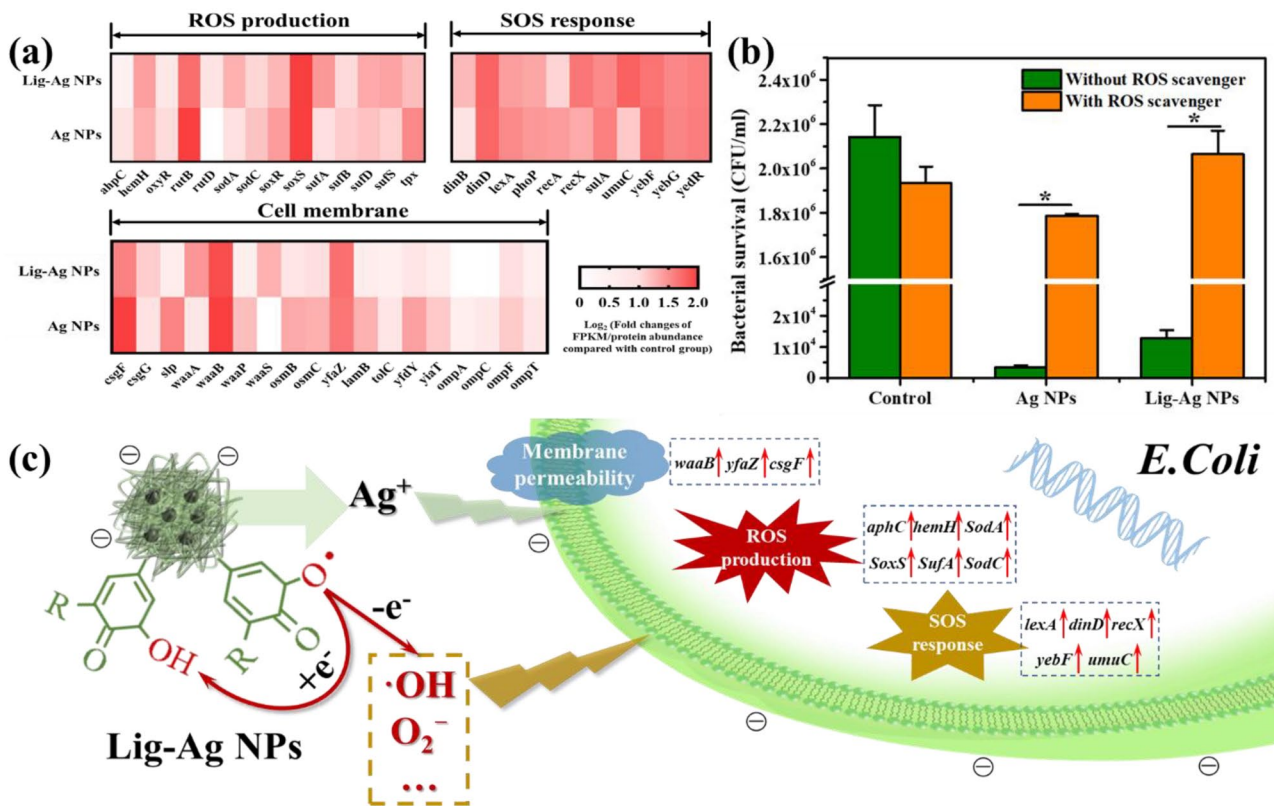 (a)
ROS production
SOS response
Lig-Ag NPs
Ag NPs
ahpC hemH oxyR rutB rutD sodA sodC soxR soxS sufA sufB sufD sufS tpx
dinB dinD lexA phoP recA recX sulA umuC yebF yebG yedR
Cell membrane
Lig-Ag NPs
Ag NPs
csgF csgG slp waaA waaB waaP waaS osmB osmC yfaZ lamB tolC yfdY yiaT ompA ompC ompF ompT
0 0.5 1.0 1.5 2.0
Log₂ (Fold changes of
FPKM/protein abundance
compared with control group)
(b)
Bacterial survival (CFU/ml)
2.4x10⁶
2.2x10⁶
2.0x10⁶
1.8x10⁶
1.6x10⁶
2x10⁴
1x10⁴
0
Without ROS scavenger
With ROS scavenger
*
*
Control Ag NPs Lig-Ag NPs
(c)
Ag⁺
Membrane
permeability
waaB yfaZ csgF
E.Coli
ROS
production
aphC hemH SodA
SoxS SufA SodC
SOS
response
lexA dinD recX
yebF umuC
R
O
OH
R
O
O•
-e⁻
+e⁻
·OH
O₂⁻
...
Lig-Ag NPs